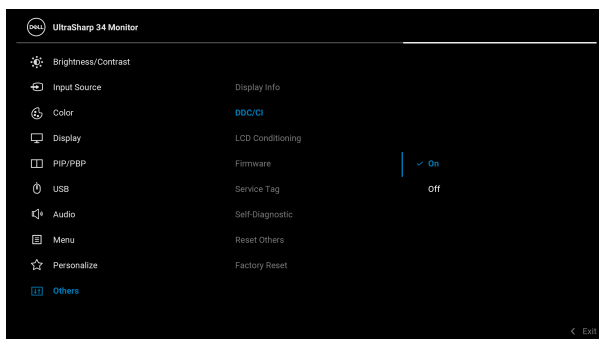 DELL
UltraSharp 34 Monitor
Brightness/Contrast
Input Source
Color
Display
PIP/PBP
USB
Audio
Menu
Personalize
Others
Display Info
DDC/CI
LCD Conditioning
Firmware
Service Tag
Self-Diagnostic
Reset Others
Factory Reset
On
Off
Exit